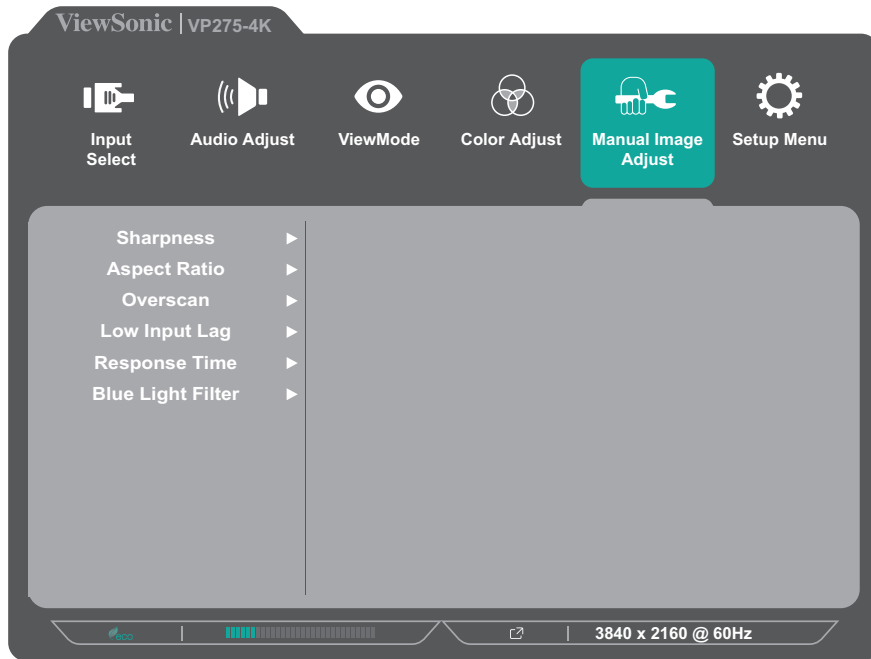 ViewSonic | VP275-4K
Input
Select
Audio Adjust
ViewMode
Color Adjust
Manual Image
Adjust
Setup Menu
Sharpness ►
Aspect Ratio ►
Overscan ►
Low Input Lag ►
Response Time ►
Blue Light Filter ►
eco
3840 x 2160 @ 60Hz